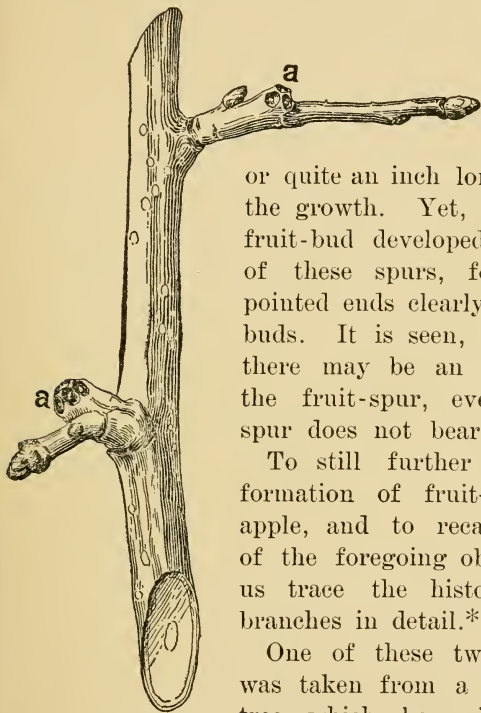 a
or quite an inch lon
the growth. Yet,
fruit-bud developed
of these spurs, f
pointed ends clearly
buds. It is seen,
there may be an
the fruit-spur, eve
a
spur does not bear
To still further
formation of fruit-
apple, and to reca
of the foregoing ob
us trace the histo
branches in detail.*
One of these tw
was taken from a